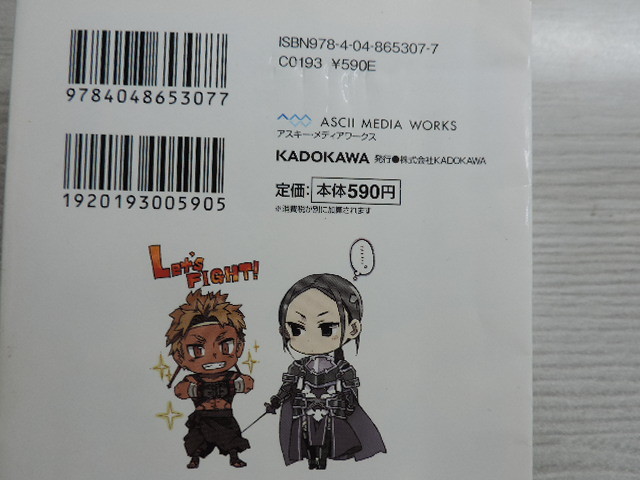 ISBN978-4-04-865307-7
C0193 ¥590E
9784048653077
ASCII MEDIA WORKS
アスキー・メディアワークス
KADOKAWA 発行●株式会社KADOKAWA
1920193005905
定価:本体590円
※消費税が別に加算されます
Let's
FIGHT!
......